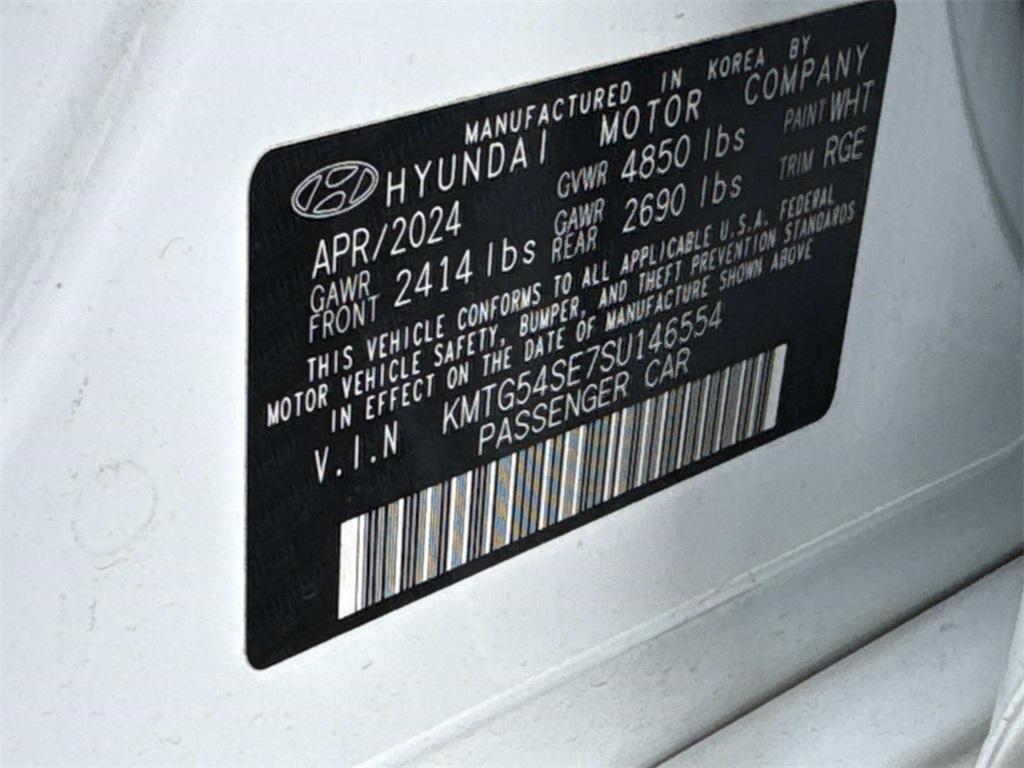 MANUFACTURED IN KOREA BY
HYUNDAI MOTOR COMPANY
APR/2024 GVWR 4850 lbs PAINT WHT
GAWR FRONT 2414 lbs GAWR REAR 2690 lbs TRIM RGE
THIS VEHICLE CONFORMS TO ALL APPLICABLE U.S.A. FEDERAL
MOTOR VEHICLE SAFETY, BUMPER, AND THEFT PREVENTION STANDARDS
IN EFFECT ON THE DATE OF MANUFACTURE SHOWN ABOVE
V.I.N KMTG54SE7SU146554
PASSENGER CAR